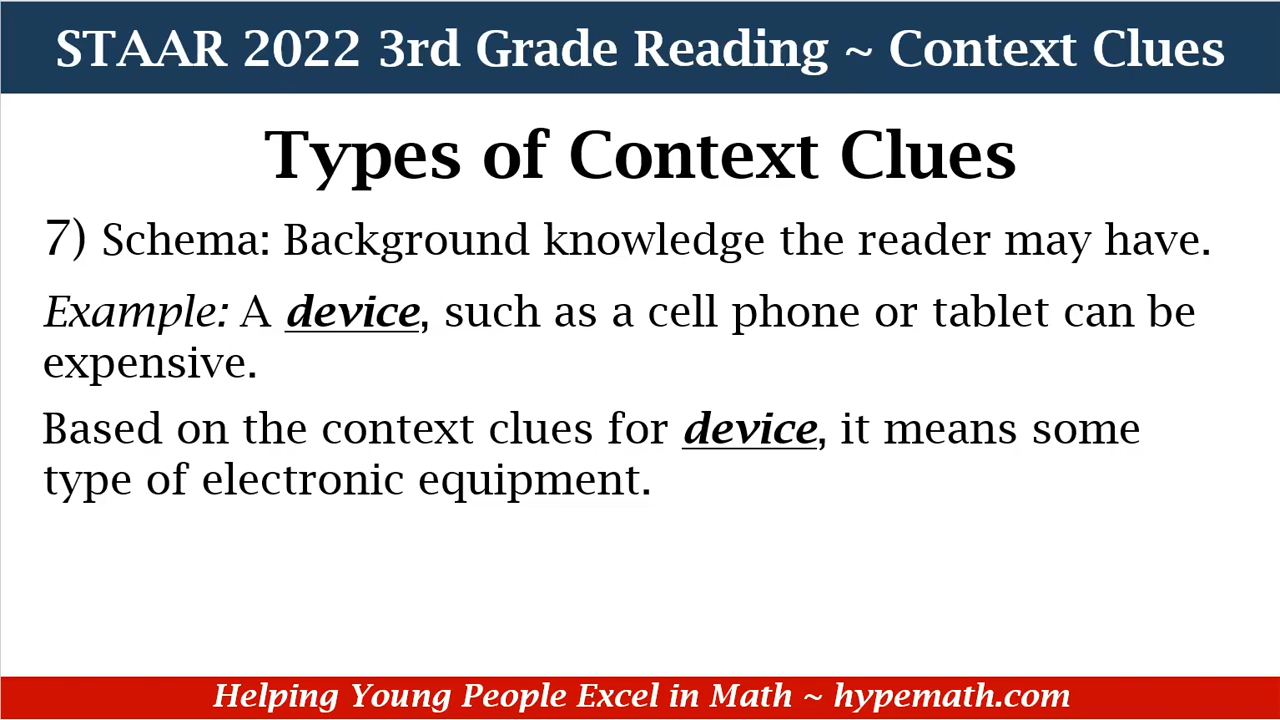 STAAR 2022 3rd Grade Reading ~ Context Clues
Types of Context Clues
7) Schema: Background knowledge the reader may have.
Example: A device, such as a cell phone or tablet can be
expensive.
Based on the context clues for device, it means some
type of electronic equipment.
Helping Young People Excel in Math ~ hypemath.com